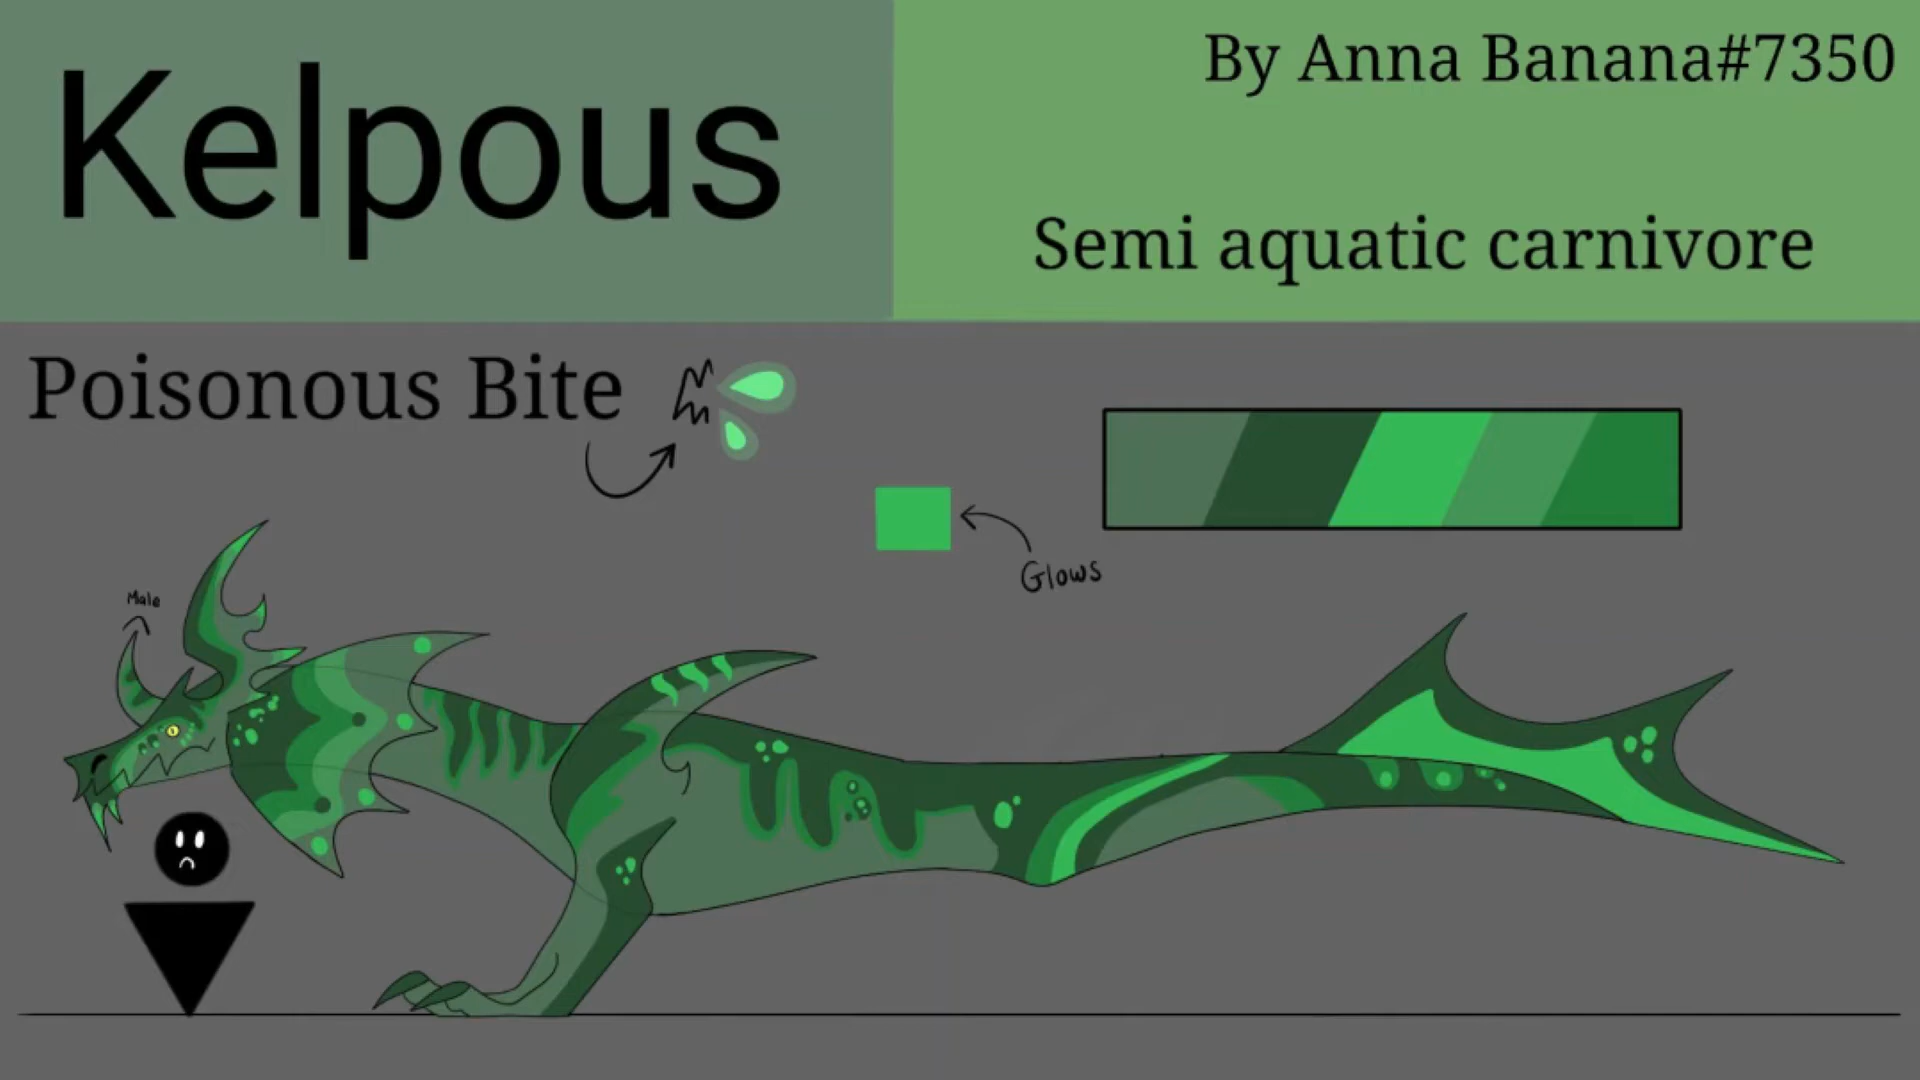 Kelpous
By Anna Banana#7350
Semi aquatic carnivore
Poisonous Bite
Glows
Male